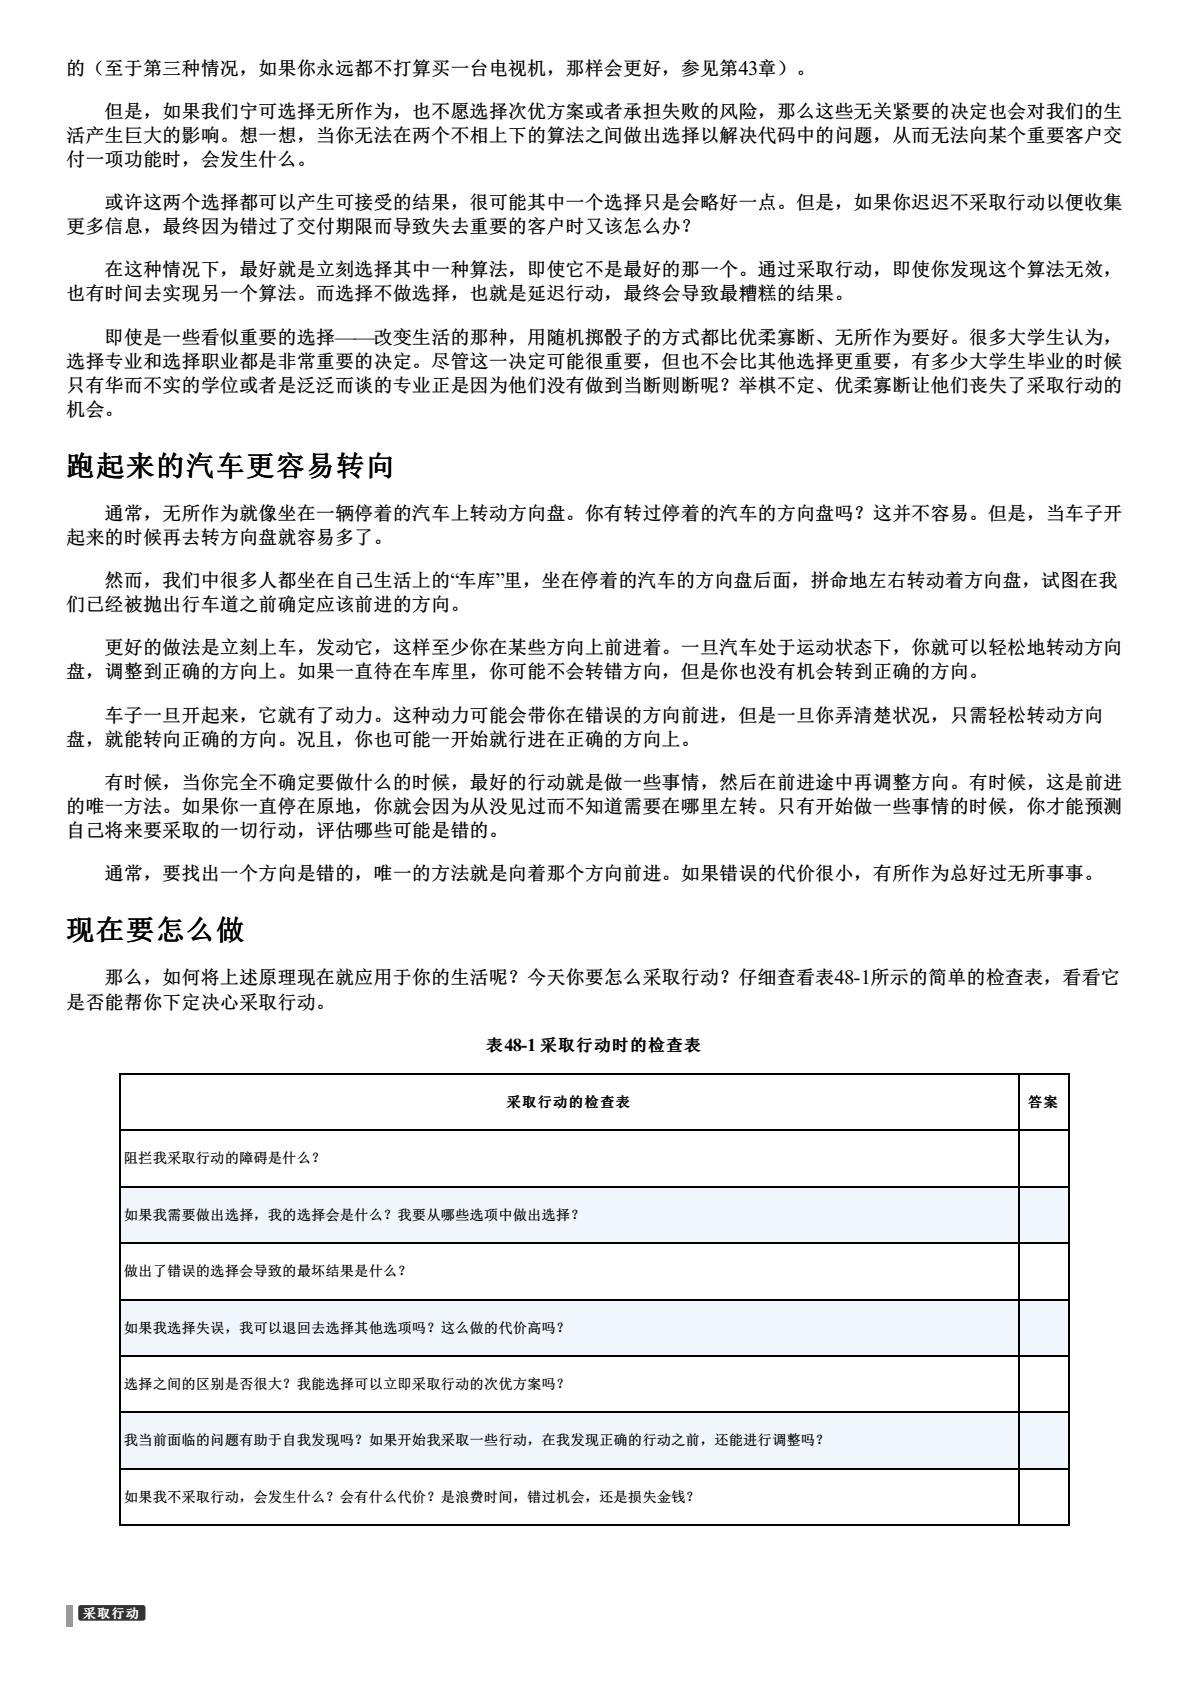 的（至于第三种情况，如果你永远都不打算买一台电视机，那样会更好，参见第43章）。
但是，如果我们宁可选择无所作为，也不愿选择次优方案或者承担失败的风险，那么这些无关紧要的决定也会对我们的生
活产生巨大的影响。想一想，当你无法在两个不相上下的算法之间做出选择以解决代码中的问题，从而无法向某个重要客户交
付一项功能时，会发生什么。
或许这两个选择都可以产生可接受的结果，很可能其中一个选择只是会略好一点。但是，如果你迟迟不采取行动以便收集
更多信息，最终因为错过了交付期限而导致失去重要的客户时又该怎么办？
在这种情况下，最好就是立刻选择其中一种算法，即使它不是最好的那一个。通过采取行动，即使你发现这个算法无效，
也有时间去实现另一个算法。而选择不做选择，也就是延迟行动，最终会导致最糟糕的结果。
即使是一些看似重要的选择——改变生活的那种，用随机掷骰子的方式都比优柔寡断、无所作为要好。很多大学生认为，
选择专业和选择职业都是非常重要的决定。尽管这一决定可能很重要，但也不会比其他选择更重要，有多少大学生毕业的时候
只有华而不实的学位或者是泛泛而谈的专业正是因为他们没有做到当断则断呢？举棋不定、优柔寡断让他们丧失了采取行动的
机会。
跑起来的汽车更容易转向
通常，无所作为就像坐在一辆停着的汽车上转动方向盘。你有转过停着的汽车的方向盘吗？这并不容易。但是，当车子开
起来的时候再去转方向盘就容易多了。
然而，我们中很多人都坐在自己生活上的“车库”里，坐在停着的汽车的方向盘后面，拼命地左右转动着方向盘，试图在我
们已经被抛出行车道之前确定应该前进的方向。
更好的做法是立刻上车，发动它，这样至少你在某些方向上前进着。一旦汽车处于运动状态下，你就可以轻松地转动方向
盘，调整到正确的方向上。如果一直待在车库里，你可能不会转错方向，但是你也没有机会转到正确的方向。
车子一旦开起来，它就有了动力。这种动力可能会带你在错误的方向前进，但是一旦你弄清楚状况，只需轻松转动方向
盘，就能转向正确的方向。况且，你也可能一开始就行进在正确的方向上。
有时候，当你完全不确定要做什么的时候，最好的行动就是做一些事情，然后在前进途中再调整方向。有时候，这是前进
的唯一方法。如果你一直停在原地，你就会因为从没见过而不知道需要在哪里左转。只有开始做一些事情的时候，你才能预测
自己将来要采取的一切行动，评估哪些可能是错的。
通常，要找出一个方向是错的，唯一的方法就是向着那个方向前进。如果错误的代价很小，有所作为总好过无所事事。
现在要怎么做
那么，如何将上述原理现在就应用于你的生活呢？今天你要怎么采取行动？仔细查看表48-1所示的简单的检查表，看看它
是否能帮你下定决心采取行动。
表48-1 采取行动时的检查表
采取行动的检查表 答案
阻拦我采取行动的障碍是什么？
如果我需要做出选择，我的选择会是什么？我要从哪些选项中做出选择？
做出了错误的选择会导致的最坏结果是什么？
如果我选择失误，我可以退回去选择其他选项吗？这么做的代价高吗？
选择之间的区别是否很大？我能选择可以立即采取行动的次优方案吗？
我当前面临的问题有助于自我发现吗？如果开始我采取一些行动，在我发现正确的行动之前，还能进行调整吗？
如果我不采取行动，会发生什么？会有什么代价？是浪费时间，错过机会，还是损失金钱？
采取行动